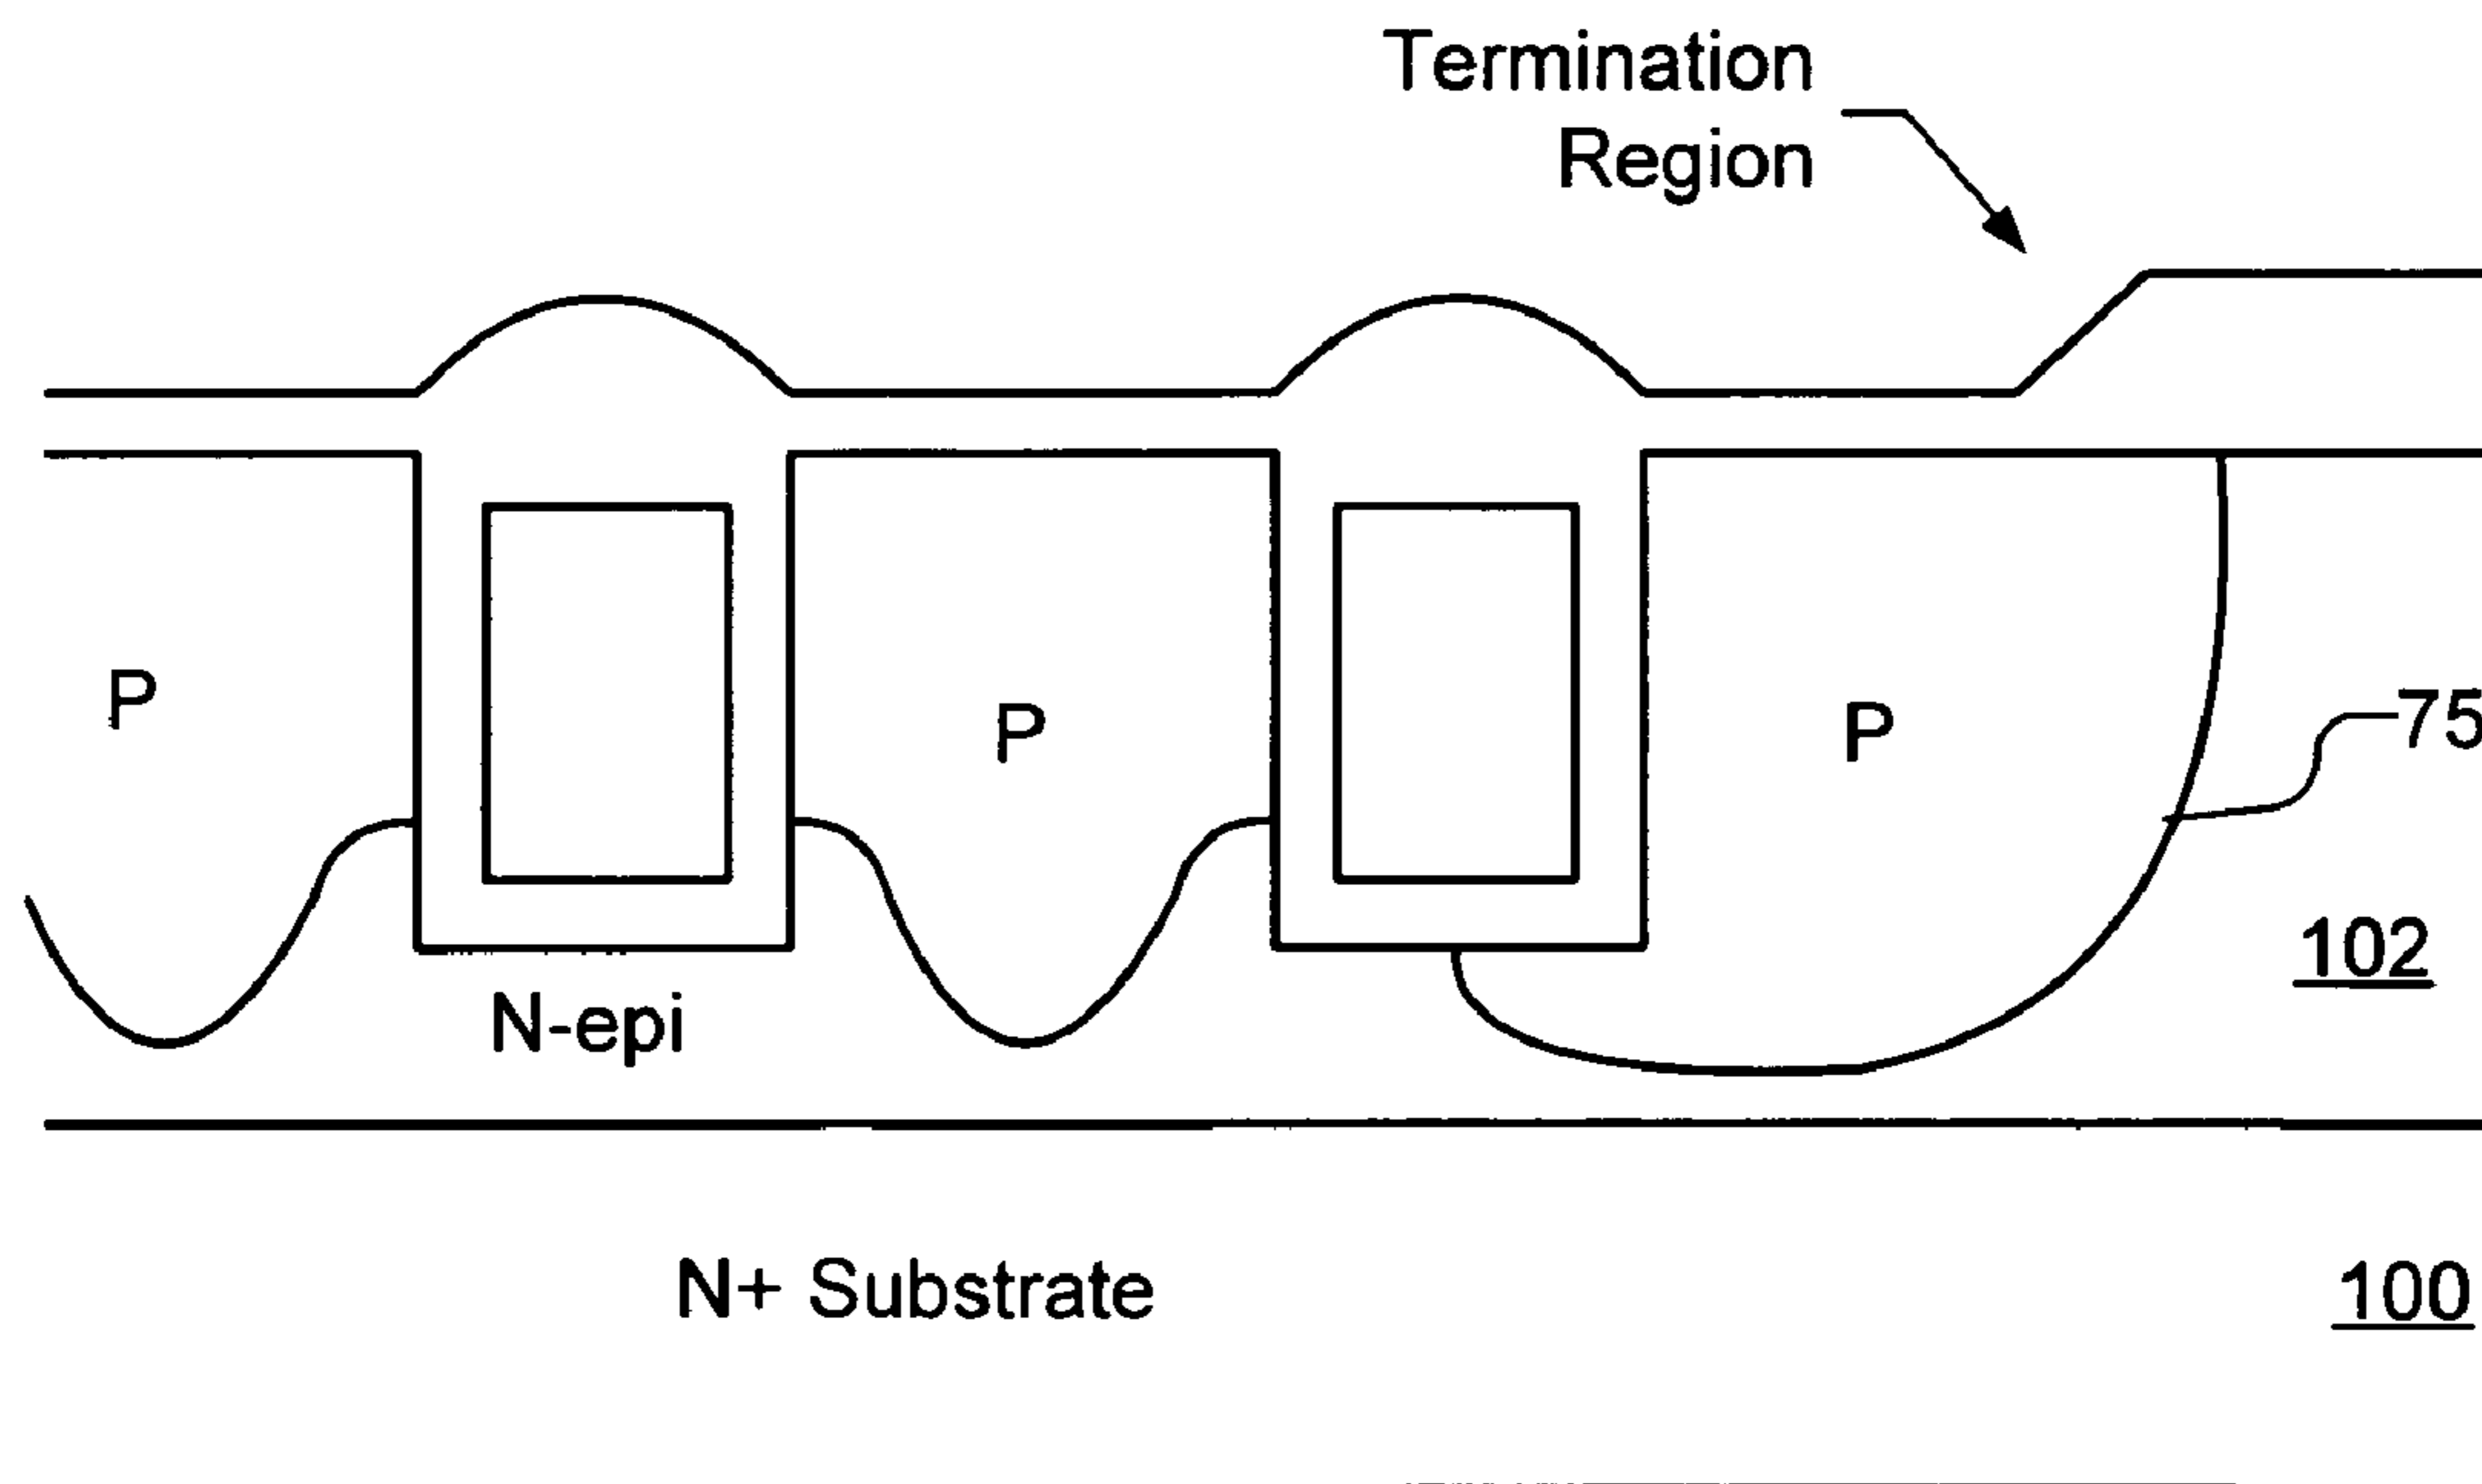 Termination
Region
P
P
P
75
102
N-epi
N+ Substrate
100